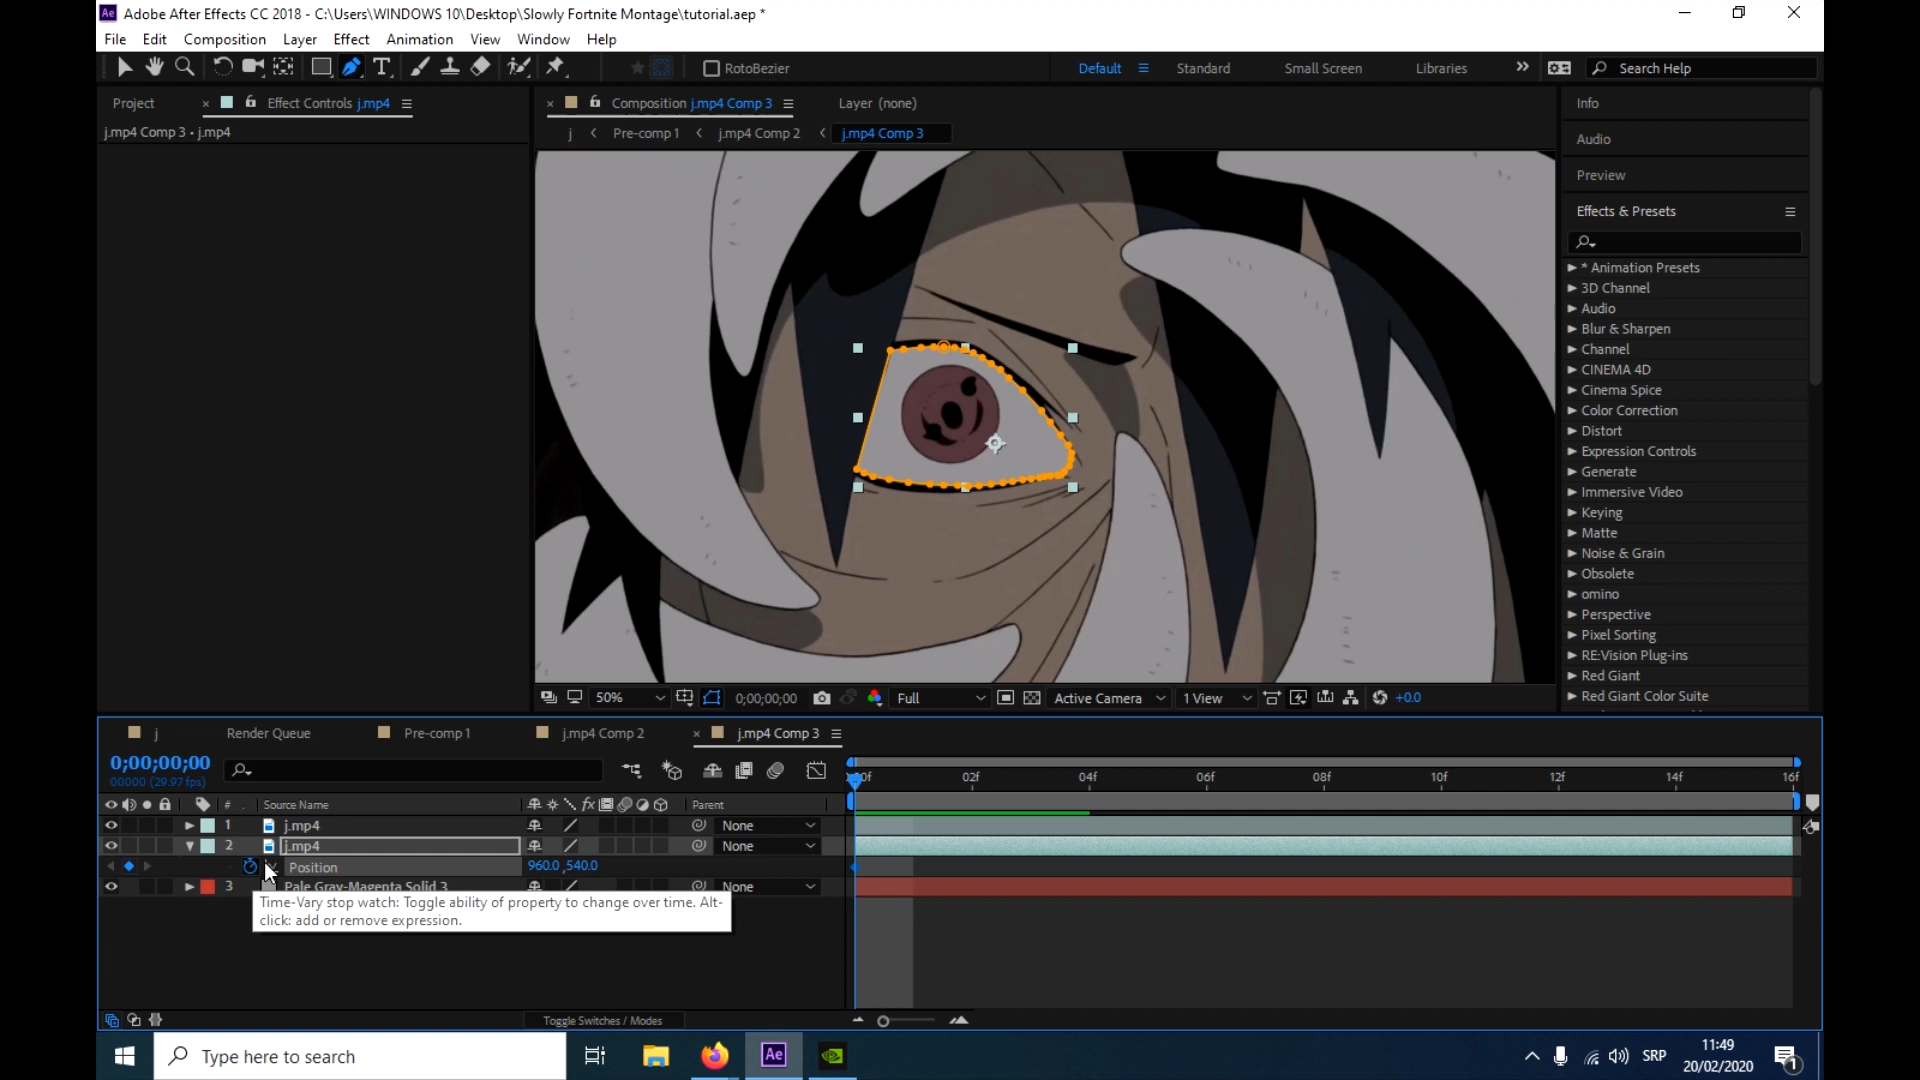 Ae Adobe After Effects CC 2018 - C:\Users\WINDOWS 10\Desktop\Slowly Fortnite Montage\tutorial.aep *
File Edit Composition Layer Effect Animation View Window Help
RotoBezier Default Standard Small Screen Libraries Search Help
Project Effect Controls j.mp4 Composition j.mp4 Comp 3 Layer (none)
j.mp4 Comp 3 • j.mp4
j Pre-comp 1 j.mp4 Comp 2 j.mp4 Comp 3
Info
Audio
Preview
Effects & Presets
* Animation Presets
3D Channel
Audio
Blur & Sharpen
Channel
CINEMA 4D
Cinema Spice
Color Correction
Distort
Expression Controls
Generate
Immersive Video
Keying
Matte
Noise & Grain
Obsolete
omino
Perspective
Pixel Sorting
RE:Vision Plug-ins
Red Giant
Red Giant Color Suite
50% 0;00;00;00 Full Active Camera 1 View +0.0
j Render Queue Pre-comp 1 j.mp4 Comp 2 j.mp4 Comp 3
0;00;00;00
00000 (29.97 fps)
02f 04f 06f 08f 10f 12f 14f 16f
# Source Name fx Parent
1 j.mp4 None
2 j.mp4 None
Position 960.0 ,540.0
3 Pale Gray-Magenta Solid 3 None
Time-Vary stop watch: Toggle ability of property to change over time. Alt-
click: add or remove expression.
Toggle Switches / Modes
Type here to search Ae SRP 11:49
20/02/2020 1